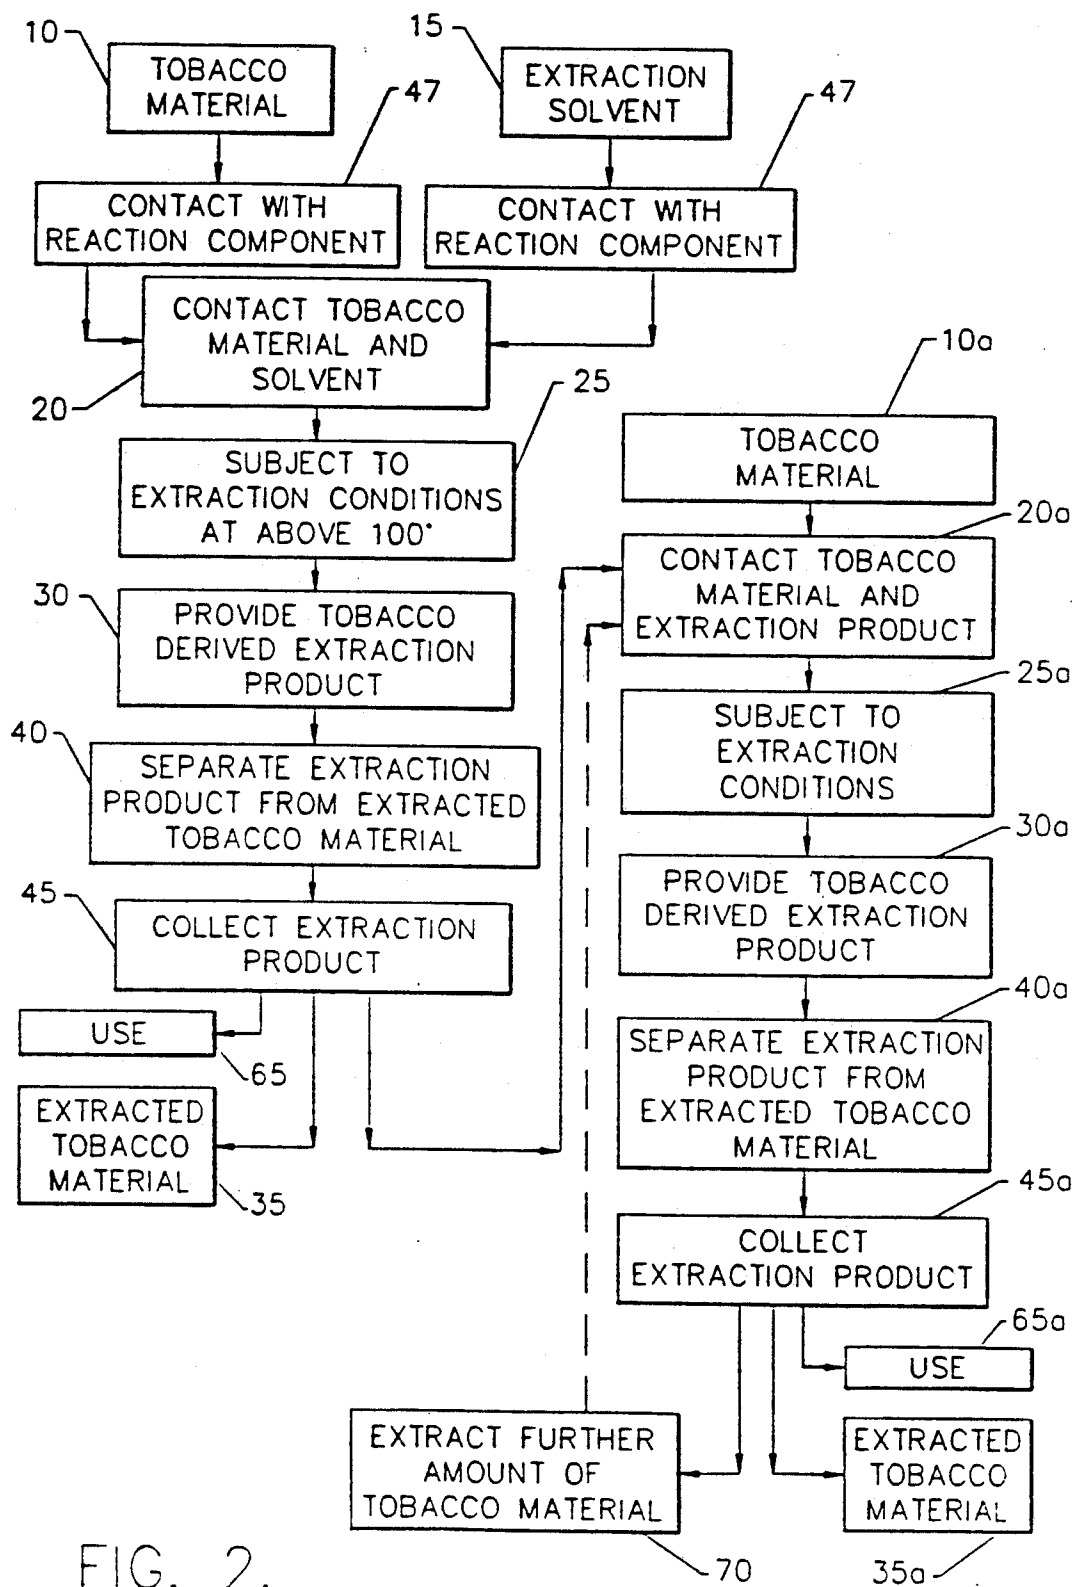 10
TOBACCO
MATERIAL
15
EXTRACTION
SOLVENT
47
47
CONTACT WITH
REACTION COMPONENT
CONTACT WITH
REACTION COMPONENT
CONTACT TOBACCO
MATERIAL AND
SOLVENT
20
25
SUBJECT TO
EXTRACTION CONDITIONS
AT ABOVE 100°
30
PROVIDE TOBACCO
DERIVED EXTRACTION
PRODUCT
40
SEPARATE EXTRACTION
PRODUCT FROM EXTRACTED
TOBACCO MATERIAL
45
COLLECT EXTRACTION
PRODUCT
USE
65
EXTRACTED
TOBACCO
MATERIAL
35
10a
TOBACCO
MATERIAL
20a
CONTACT TOBACCO
MATERIAL AND
EXTRACTION PRODUCT
25a
SUBJECT TO
EXTRACTION
CONDITIONS
30a
PROVIDE TOBACCO
DERIVED EXTRACTION
PRODUCT
40a
SEPARATE EXTRACTION
PRODUCT FROM
EXTRACTED TOBACCO
MATERIAL
45a
COLLECT
EXTRACTION PRODUCT
65a
USE
EXTRACT FURTHER
AMOUNT OF
TOBACCO MATERIAL
70
EXTRACTED
TOBACCO
MATERIAL
35a
FIG. 2.